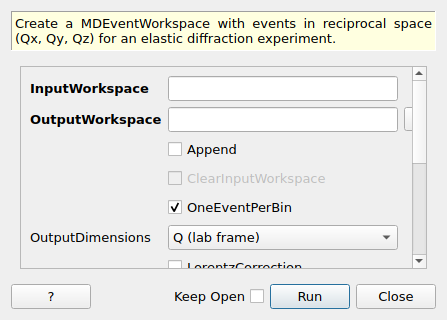 Create a MDEventWorkspace with events in reciprocal space
(Qx, Qy, Qz) for an elastic diffraction experiment.
InputWorkspace
OutputWorkspace
Append
ClearInputWorkspace
OneEventPerBin
OutputDimensions Q (lab frame)
LorentzCorrection
? Keep Open Run Close